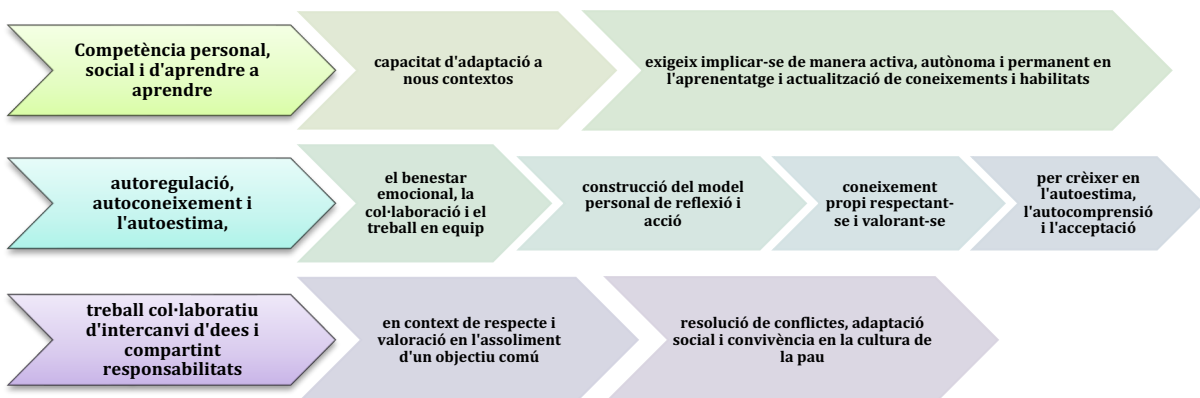 Competència personal,
social i d'aprendre a
aprendre
capacitat d'adaptació a
nous contextos
exigeix implicar-se de manera activa, autònoma i permanent en
l'aprenentatge i actualització de coneixements i habilitats
autoregulació,
autoconeixement i
l'autoestima,
el benestar
emocional, la
col·laboració i el
treball en equip
construcció del model
personal de reflexió i
acció
coneixement
propi respectant-
se i valorant-se
per crèixer en
l'autoestima,
l'autocomprensió
i l'acceptació
treball col·laboratiu
d'intercanvi d'dees i
compartint
responsabilitats
en context de respecte i
valoració en l'assoliment
d'un objectiu comú
resolució de conflictes, adaptació
social i convivència en la cultura de
la pau